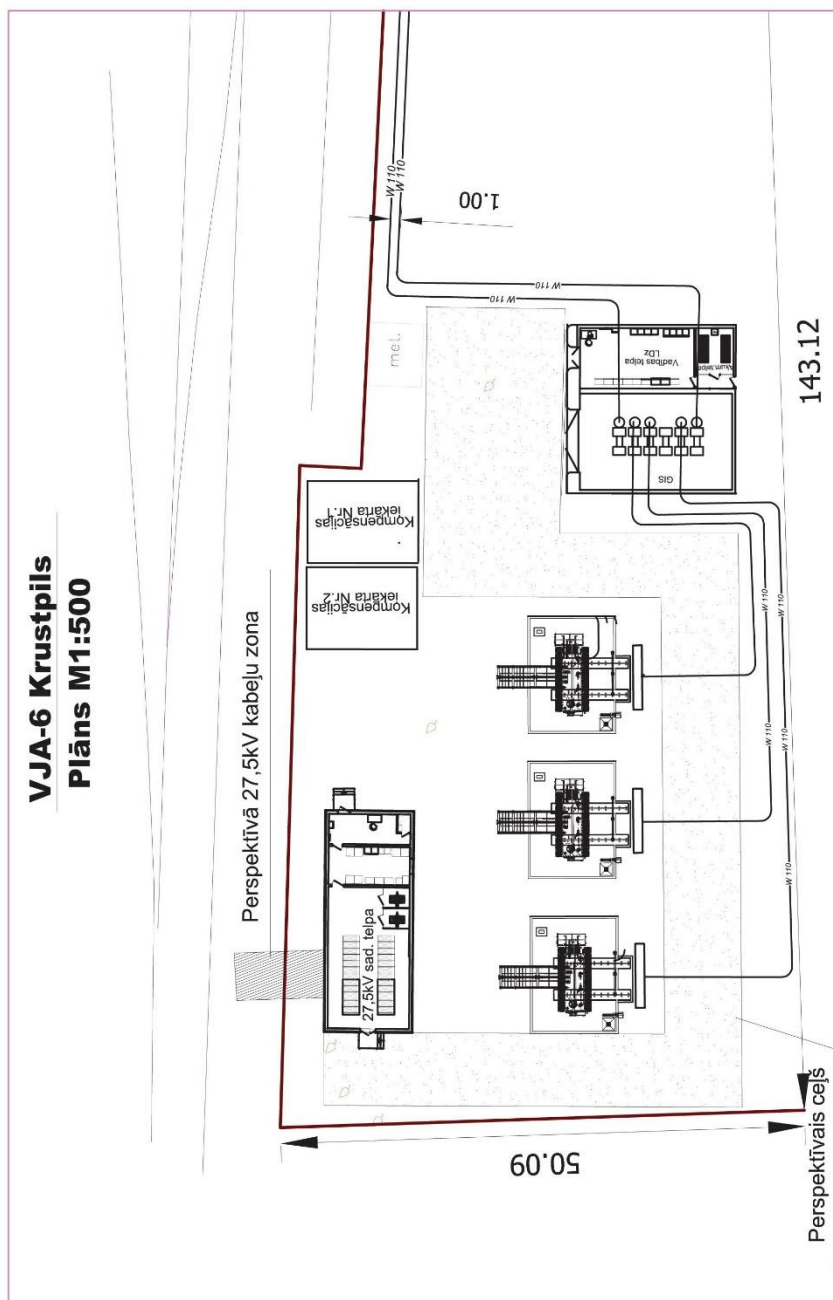 VJA-6 Krustpils
Plāns M1:500
Perspektīvā 27,5kV kabeļu zona
W 110
W 110
1.00
W 110
W 110
mel.
Vadības telpa
LDz
Akum.telpa
GIS
143.12
Kompensācijas
iekārta Nr.1
Kompensācijas
iekārta Nr.2
27,5kV sad. telpa
W 110
W 110
W 110
W 110
W 110
50.09
Perspektīvais ceļš